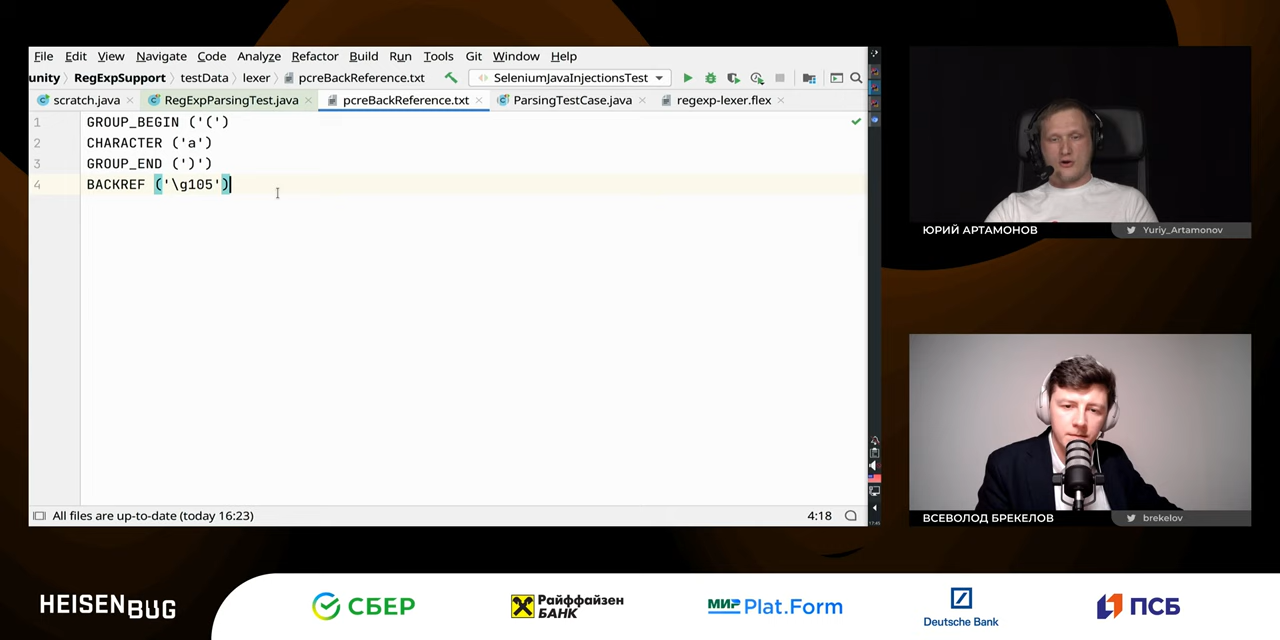 File Edit View Navigate Code Analyze Refactor Build Run Tools Git Window Help
unity RegExpSupport testData lexer pcreBackReference.txt SeleniumJavaInjectionsTest
scratch.java RegExpParsingTest.java pcreBackReference.txt ParsingTestCase.java regexp-lexer.flex
1 GROUP_BEGIN ('(')
2 CHARACTER ('a')
3 GROUP_END (')')
4 BACKREF ('\g105')
All files are up-to-date (today 16:23) 4:18
17:45
ЮРИЙ АРТАМОНОВ Yuriy_Artamonov
ВСЕВОЛОД БРЕКЕЛОВ brekelov
HEISENBUG
СБЕР
Райффайзен
БАНК
МИР Plat.Form
Deutsche Bank
ПСБ